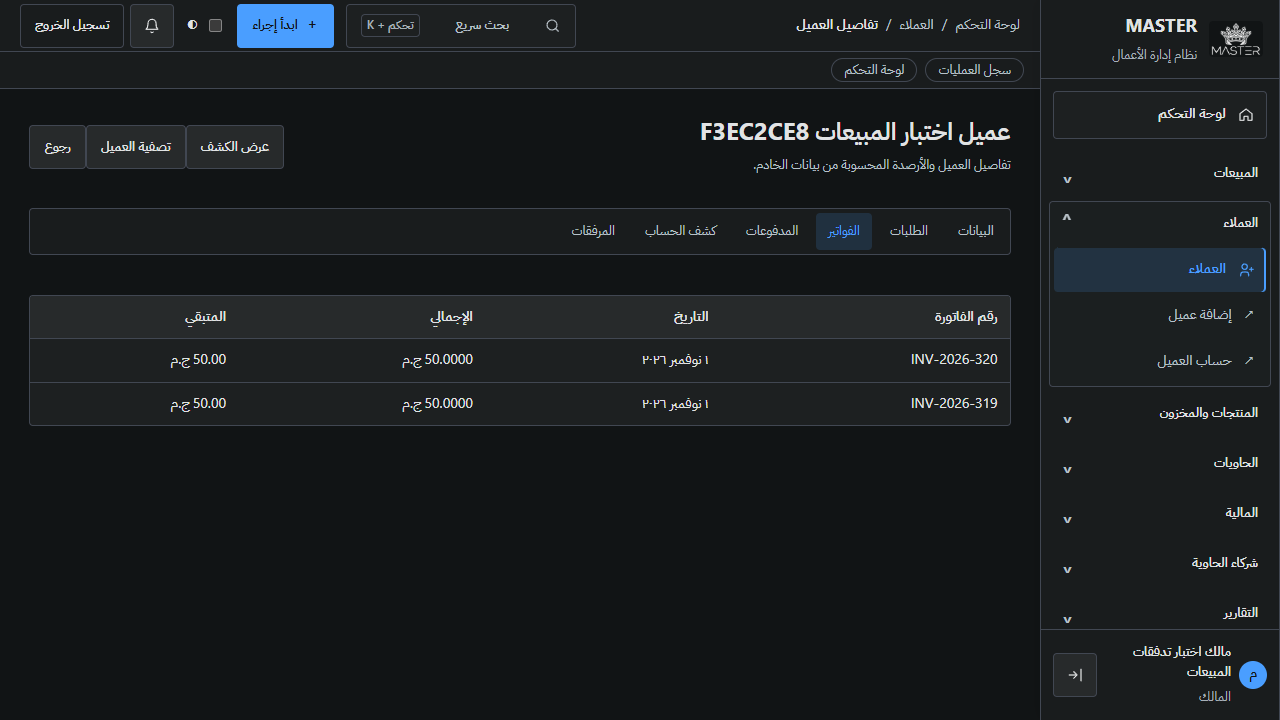 MASTER
نظام إدارة الأعمال
MASTER
لوحة التحكم
المبيعات
العملاء
العملاء
إضافة عميل
حساب العميل
المنتجات والمخزون
الحاويات
المالية
شركاء الحاوية
التقارير
مالك اختبار تدفقات
المبيعات
المالك
م
لوحة التحكم / العملاء / تفاصيل العميل
بحث سريع
تحكم + K
+ ابدأ إجراء
تسجيل الخروج
سجل العمليات
لوحة التحكم
عميل اختبار المبيعات F3EC2CE8
تفاصيل العميل والأرصدة المحسوبة من بيانات الخادم.
عرض الكشف
تصفية العميل
رجوع
البيانات
الطلبات
الفواتير
المدفوعات
كشف الحساب
المرفقات
رقم الفاتورة التاريخ الإجمالي المتبقي
INV-2026-320 ١ نوفمبر ٢٠٢٦ 50.0000 ج.م 50.00 ج.م
INV-2026-319 ١ نوفمبر ٢٠٢٦ 50.0000 ج.م 50.00 ج.م